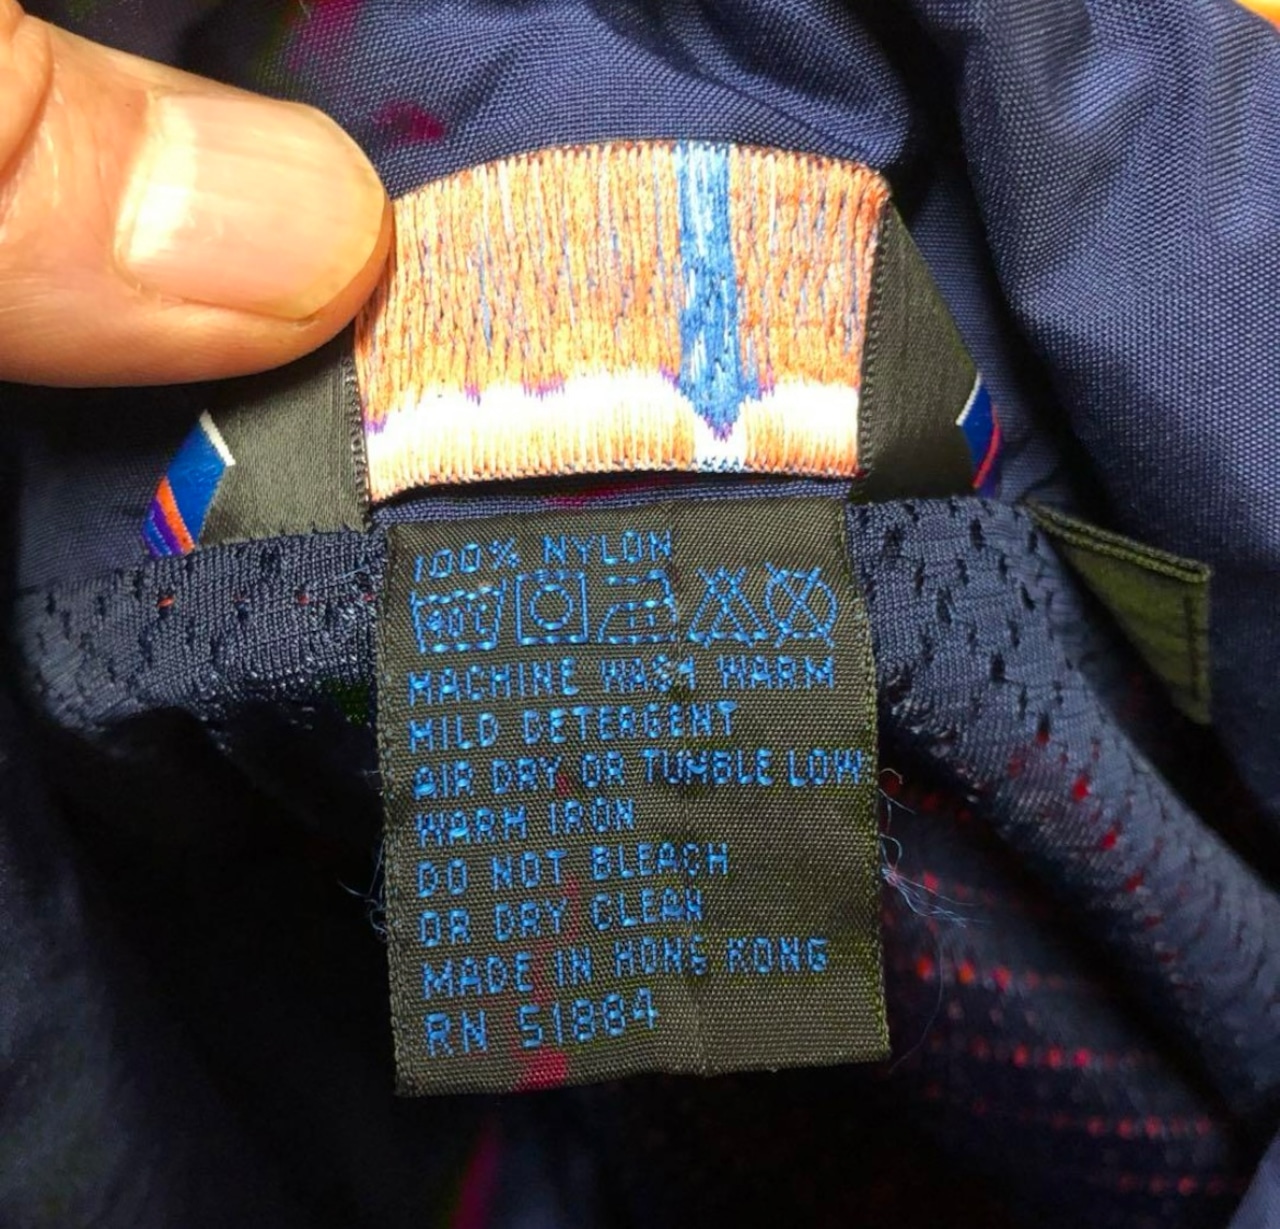 100% NYLON
40°C
MACHINE WASH WARM
MILD DETERGENT
AIR DRY OR TUMBLE LOW
WARM IRON
DO NOT BLEACH
OR DRY CLEAN
MADE IN HONG KONG
RN 51884